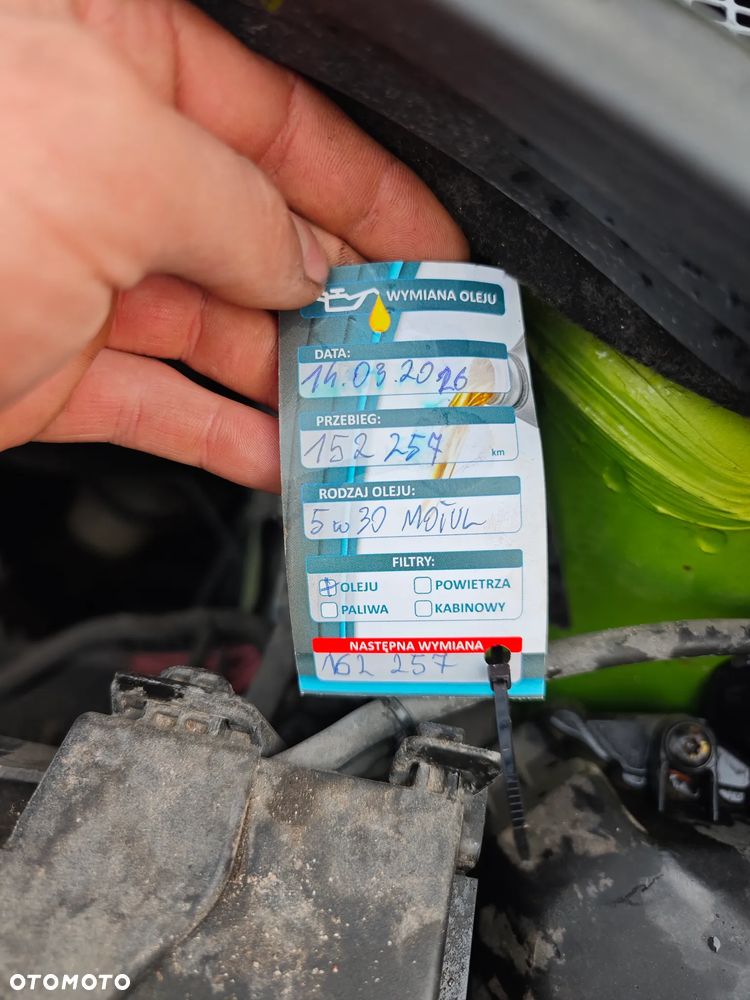 WYMIANA OLEJU
DATA:
14.03.2026
PRZEBIEG:
152 257 km
RODZAJ OLEJU:
5w30 MOTUL
FILTRY:
OLEJU POWIETRZA
PALIWA KABINOWY
NASTĘPNA WYMIANA
162 257
OTOMOTO